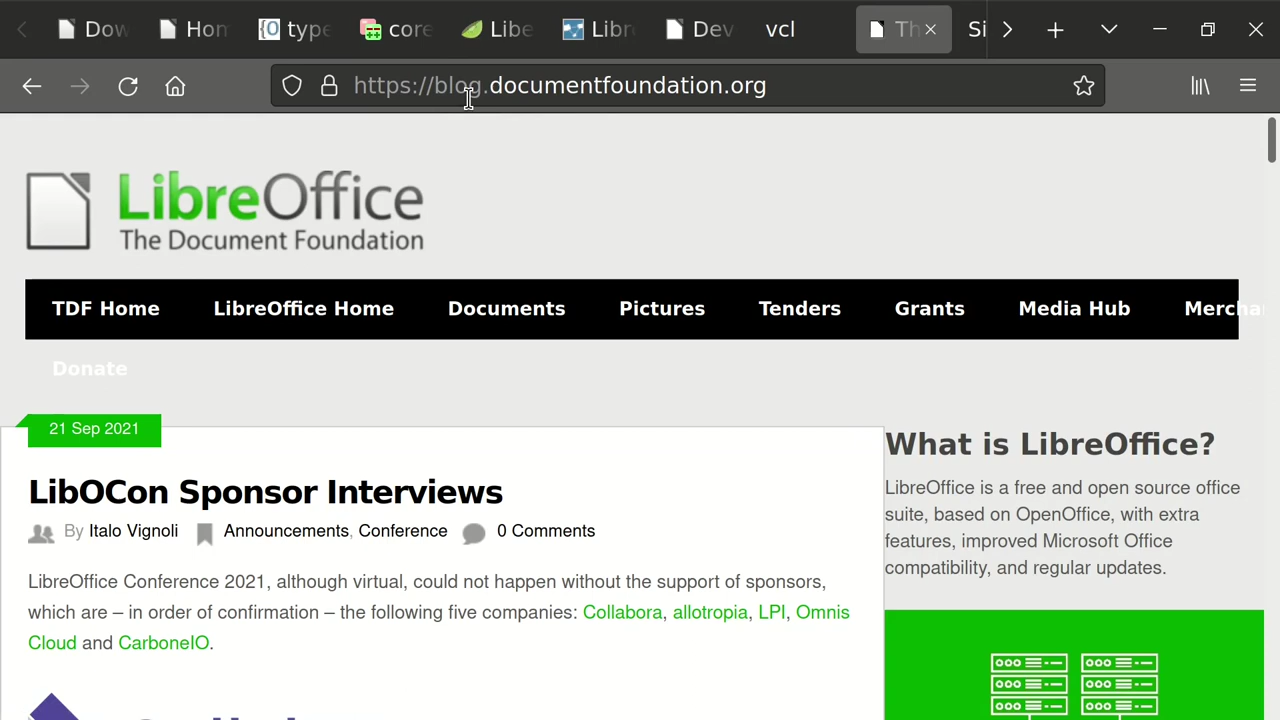 Dow Hom type core Libe Libr Dev vcl Th Si
https://blog.documentfoundation.org
LibreOffice
The Document Foundation
TDF Home LibreOffice Home Documents Pictures Tenders Grants Media Hub Mercha
Donate
21 Sep 2021
LibOCon Sponsor Interviews
By Italo Vignoli Announcements, Conference 0 Comments
LibreOffice Conference 2021, although virtual, could not happen without the support of sponsors,
which are – in order of confirmation – the following five companies: Collabora, allotropia, LPI, Omnis
Cloud and CarboneIO.
What is LibreOffice?
LibreOffice is a free and open source office
suite, based on OpenOffice, with extra
features, improved Microsoft Office
compatibility, and regular updates.